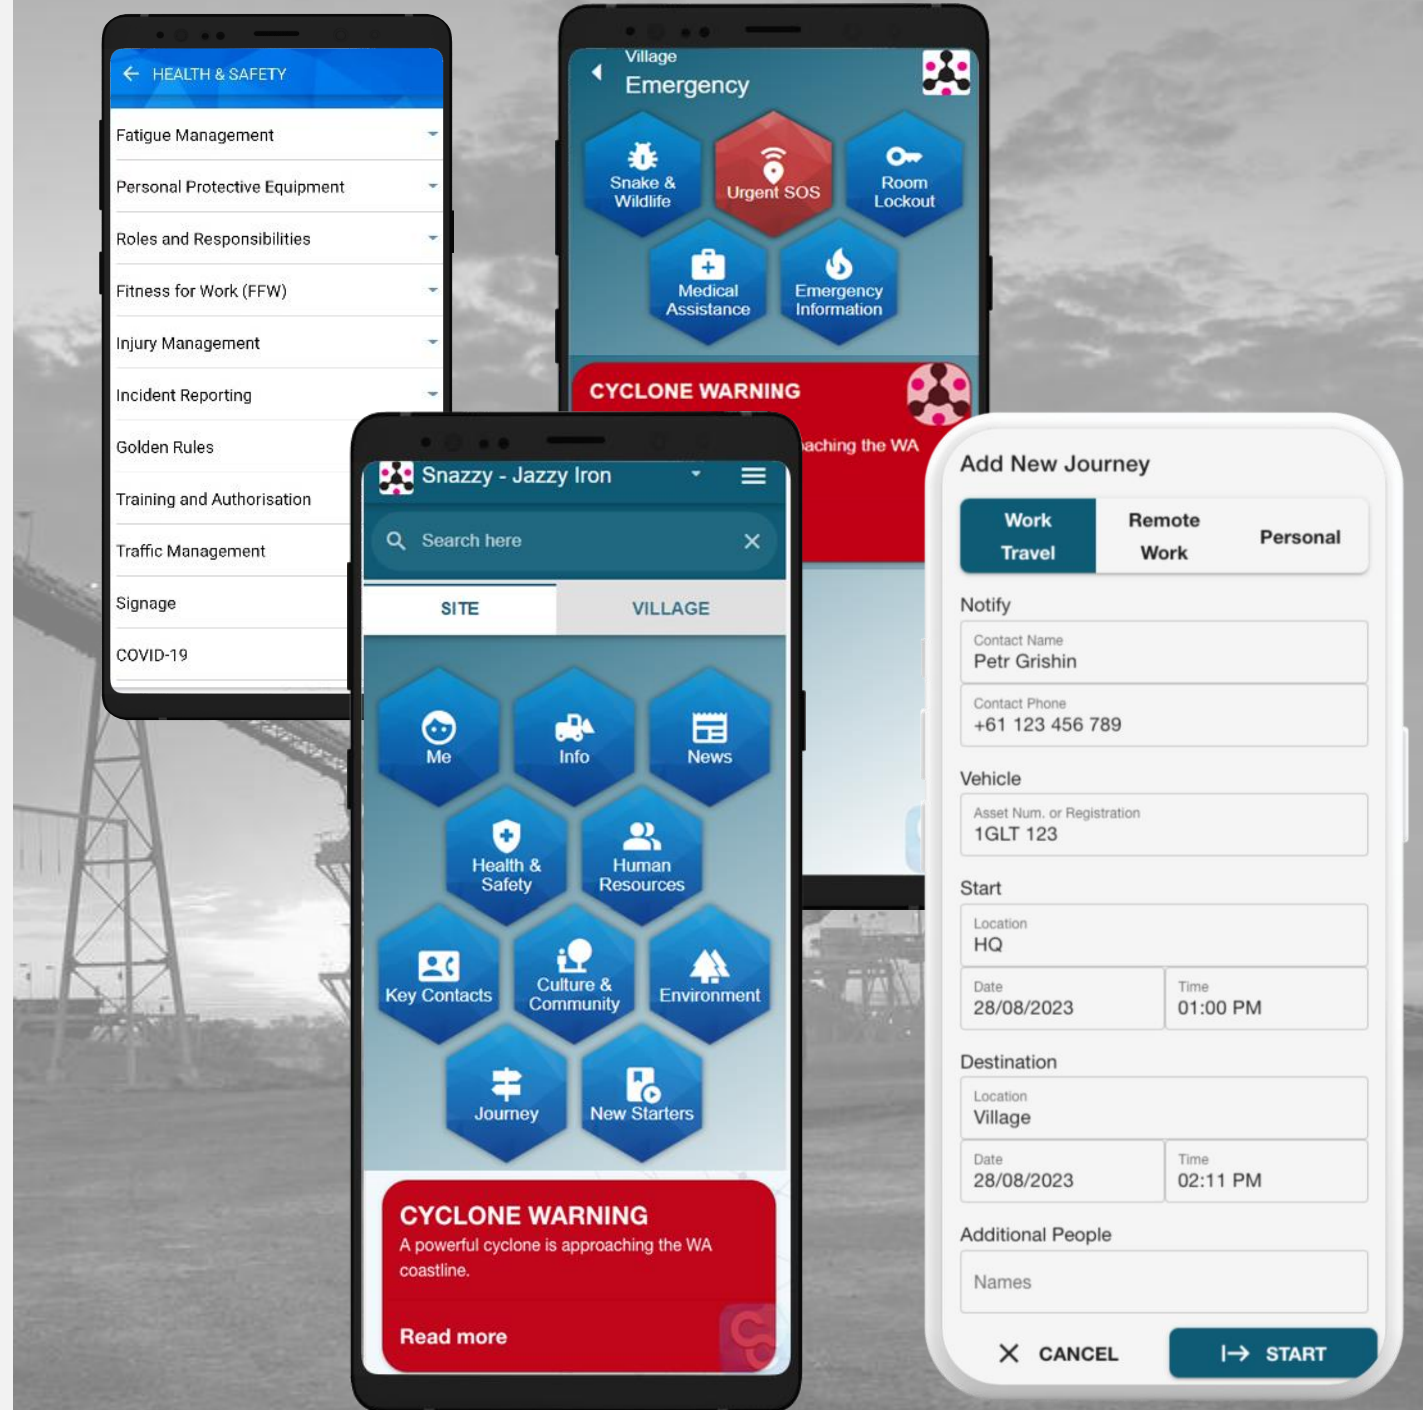 HEALTH & SAFETY
Fatigue Management
Personal Protective Equipment
Roles and Responsibilities
Fitness for Work (FFW)
Injury Management
Incident Reporting
Golden Rules
Training and Authorisation
Traffic Management
Signage
COVID-19
Village
Emergency
Snake &
Wildlife
Urgent SOS
Room
Lockout
Medical
Assistance
Emergency
Information
CYCLONE WARNING
aching the WA
Snazzy - Jazzy Iron
Search here
SITE
VILLAGE
Me
Info
News
Health &
Safety
Human
Resources
Key Contacts
Culture &
Community
Environment
Journey
New Starters
CYCLONE WARNING
A powerful cyclone is approaching the WA
coastline.
Read more
Add New Journey
Work
Travel
Remote
Work
Personal
Notify
Contact Name
Petr Grishin
Contact Phone
+61 123 456 789
Vehicle
Asset Num. or Registration
1GLT 123
Start
Location
HQ
Date
28/08/2023
Time
01:00 PM
Destination
Location
Village
Date
28/08/2023
Time
02:11 PM
Additional People
Names
CANCEL
START